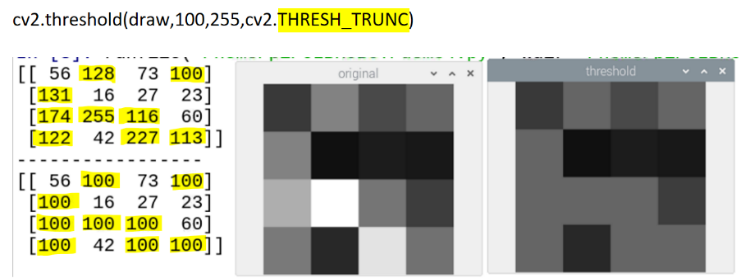 cv2.threshold(draw,100,255,cv2.THRESH_TRUNC)
original
threshold
[[ 56 128 73 100]
[131 16 27 23]
[174 255 116 60]
[122 42 227 113]]
-----------------
[[ 56 100 73 100]
[100 16 27 23]
[100 100 100 60]
[100 42 100 100]]